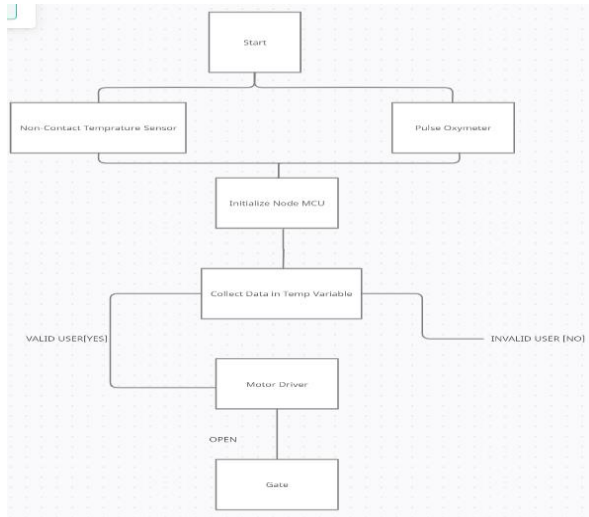 Start
Non-Contact Temprature Sensor
Pulse Oxymeter
Initialize Node MCU
Collect Data in Temp Variable
VALID USER[YES]
INVALID USER [NO]
Motor Driver
OPEN
Gate